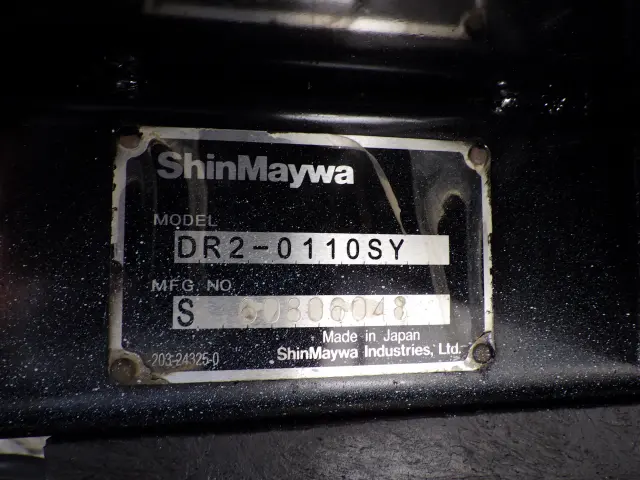 ShinMaywa
MODEL
DR2-0110SY
MFG. NO
S
Made in Japan
203-24325-0
ShinMaywa Industries, Ltd.